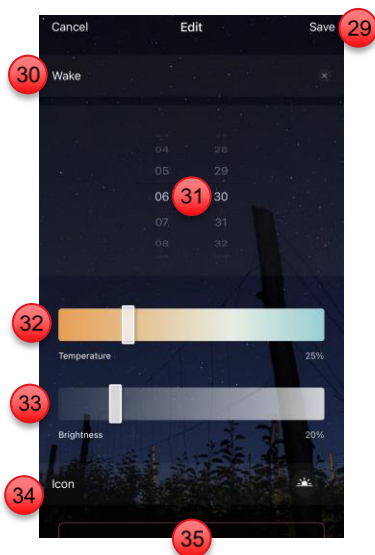 Cancel Edit Save 29
30 Wake ×
04 28
05 29
06 31 30
07 31
08 32
32
Temperature 25%
33
Brightness 20%
34 Icon
35